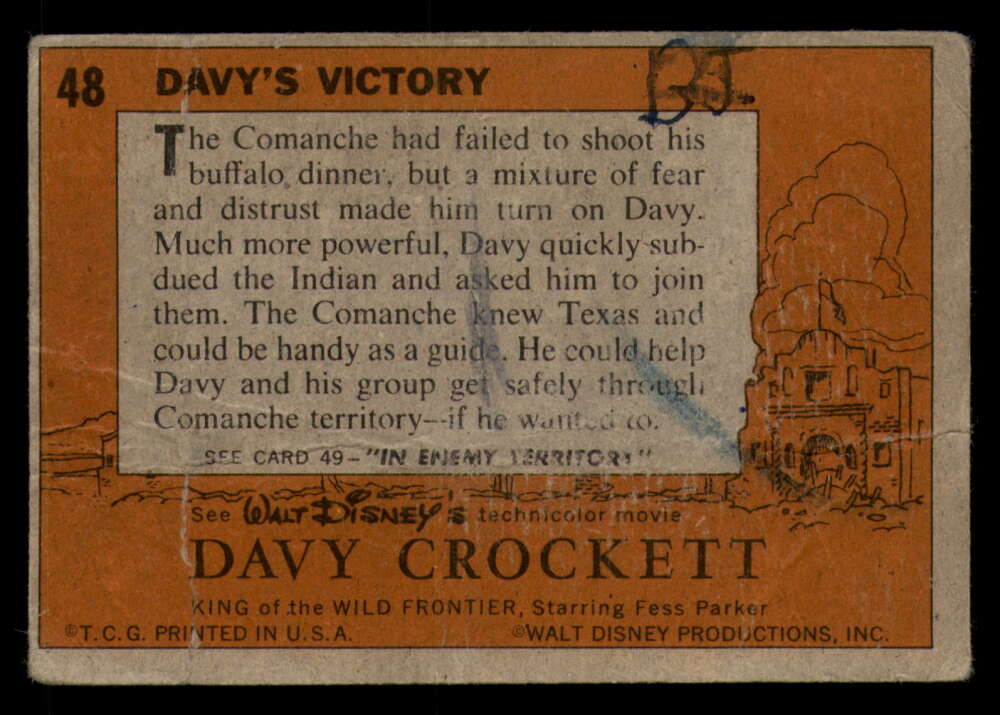 48 DAVY'S VICTORY
BJ.
The Comanche had failed to shoot his
buffalo dinner, but a mixture of fear
and distrust made him turn on Davy.
Much more powerful, Davy quickly sub-
dued the Indian and asked him to join
them. The Comanche knew Texas and
could be handy as a guide. He could help
Davy and his group get safely through
Comanche territory--if he wanted to.
SEE CARD 49-"IN ENEMY TERRITORY"
See WALT DISNEY'S technicolor movie
DAVY CROCKETT
KING of the WILD FRONTIER, Starring Fess Parker
©T.C.G. PRINTED IN U.S.A. ©WALT DISNEY PRODUCTIONS, INC.